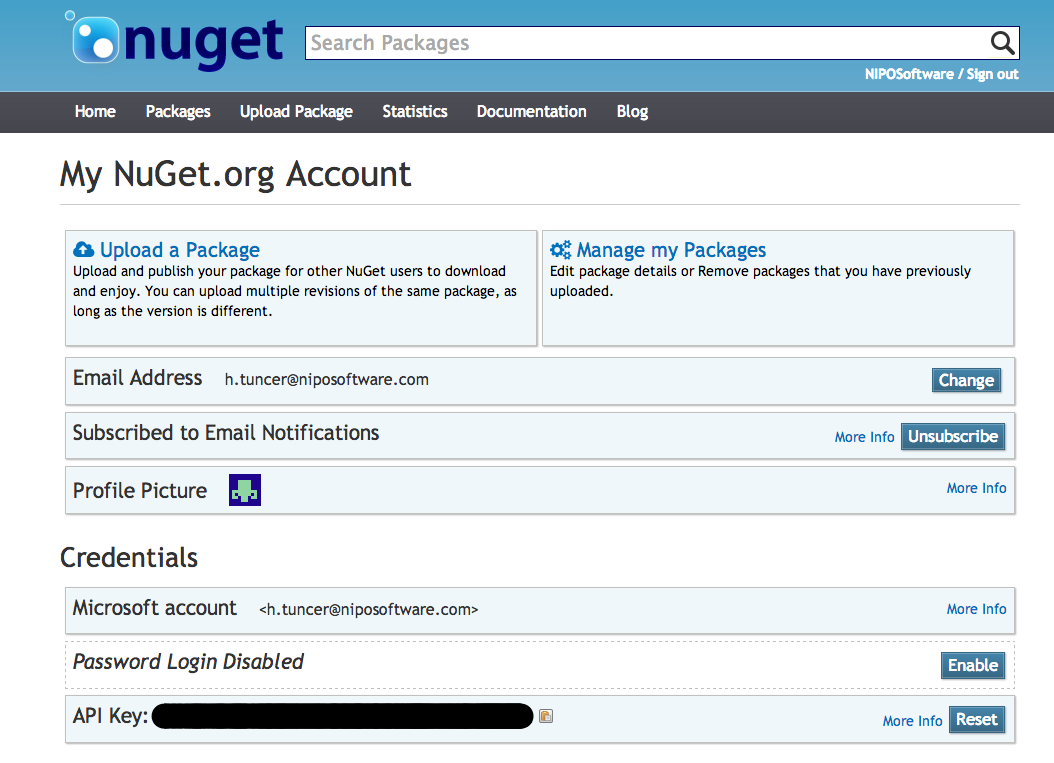 nuget
Search Packages
NIPOSoftware / Sign out
Home Packages Upload Package Statistics Documentation Blog
My NuGet.org Account
Upload a Package
Upload and publish your package for other NuGet users to download
and enjoy. You can upload multiple revisions of the same package, as
long as the version is different.
Manage my Packages
Edit package details or Remove packages that you have previously
uploaded.
Email Address h.tuncer@niposoftware.com Change
Subscribed to Email Notifications More Info Unsubscribe
Profile Picture More Info
Credentials
Microsoft account <h.tuncer@niposoftware.com> More Info
Password Login Disabled Enable
API Key: More Info Reset